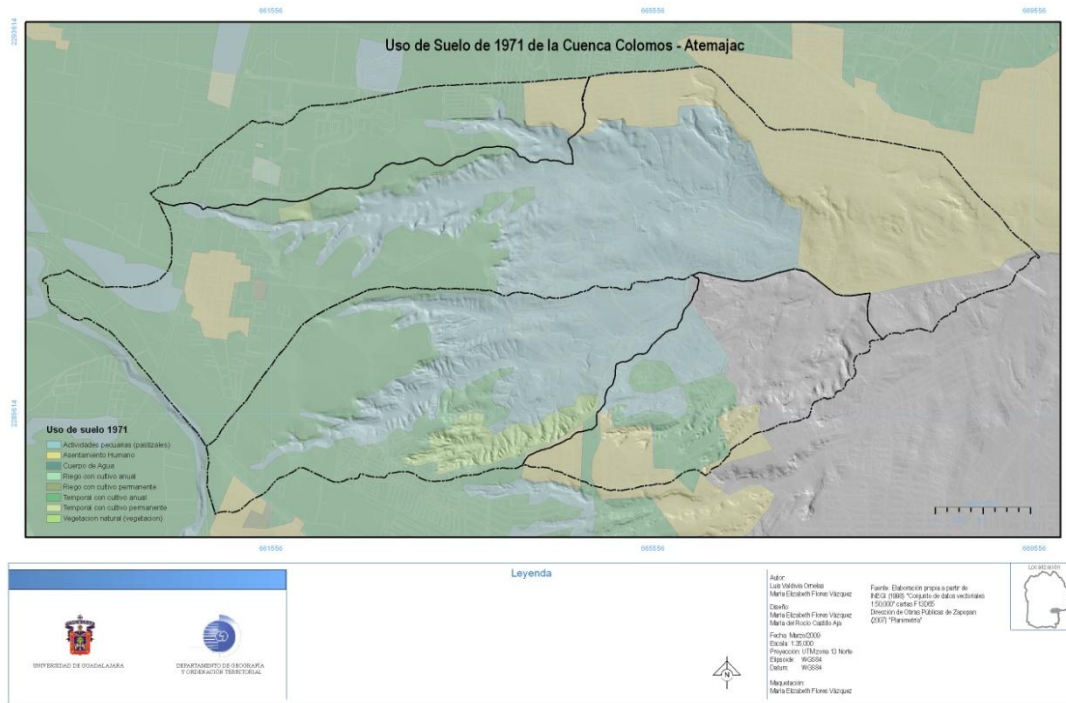 661556
665556
669556
2293614
Uso de Suelo de 1971 de la Cuenca Colomos - Atemajac
2289614
Uso de suelo 1971
Actividades pecuarias (pastizales)
Asentamiento Humano
Cuerpo de Agua
Riego con cultivo anual
Riego con cultivo permanente
Temporal con cultivo anual
Temporal con cultivo permanente
Vegetacion natural (vegetacion)
661556
665556
669556
Leyenda
UNIVERSIDAD DE GUADALAJARA
DEPARTAMENTO DE GEOGRAFÍA
Y ORDENACIÓN TERRITORIAL
N
Autor:
Luis Valdivia Ornelas
María Elizabeth Flores Vázquez
Diseño:
María Elizabeth Flores Vázquez
María del Rocío Castillo Aja
Fecha: Marzo/2009
Escala: 1:35,000
Proyección: UTM zona 13 Norte
Elipsoide: WGS84
Datum: WGS84
Maquetación:
María Elizabeth Flores Vázquez
Fuente: Elaboración propia a partir de
INEGI (1998) "Conjunto de datos vectoriales
1:50,000" cartas F13D65
Dirección de Obras Públicas de Zapopan
(2007) "Planimetría"
LOCALIZACIÓN